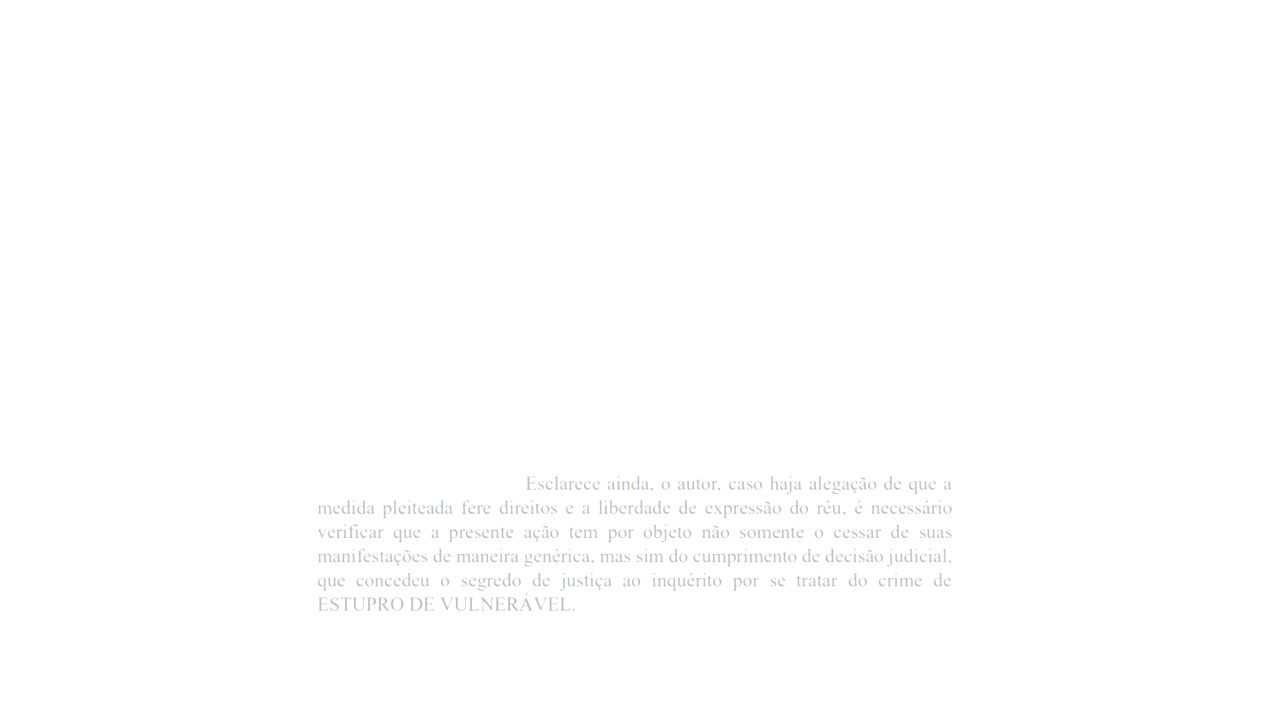 Esclarece ainda, o autor, caso haja alegação de que a
medida pleiteada fere direitos e a liberdade de expressão do réu, é necessário
verificar que a presente ação tem por objeto não somente o cessar de suas
manifestações de maneira genérica, mas sim do cumprimento de decisão judicial,
que concedeu o segredo de justiça ao inquérito por se tratar do crime de
ESTUPRO DE VULNERÁVEL.